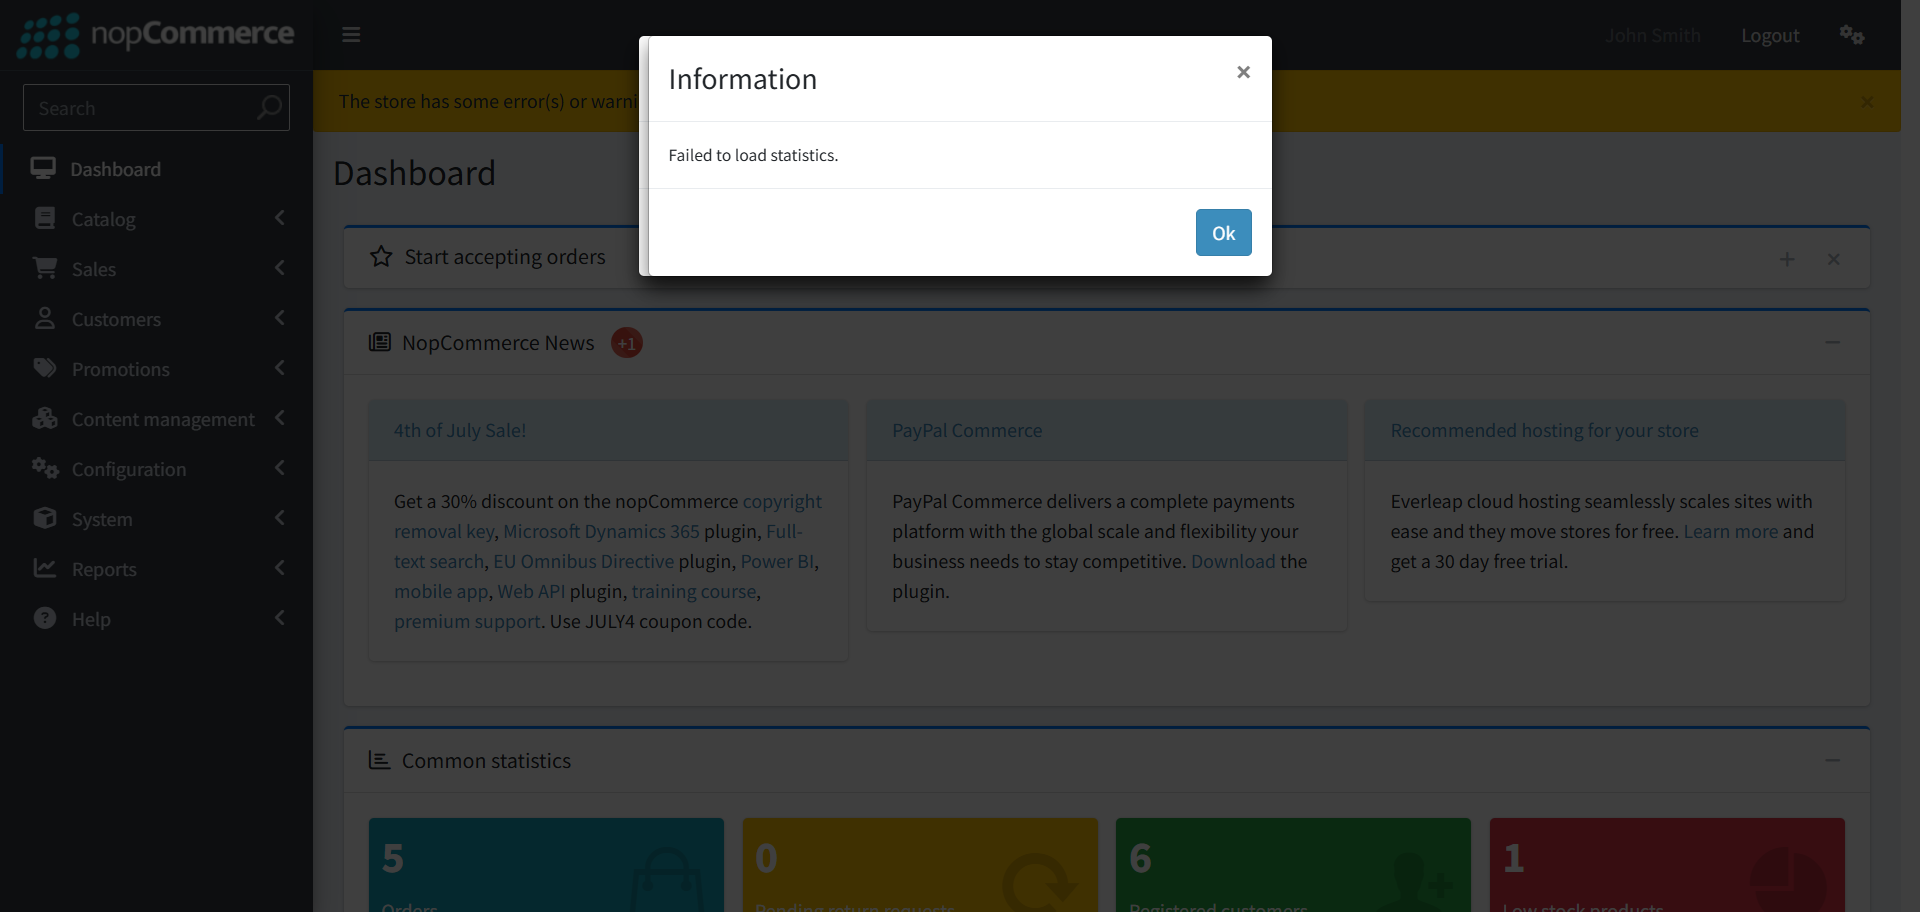 nopCommerce
John Smith
Logout
Search
The store has some error(s) or
Information
×
Failed to load statistics.
Ok
Dashboard
Catalog
Sales
Customers
Promotions
Content management
Configuration
System
Reports
Help
Dashboard
Start accepting orders
NopCommerce News +1
4th of July Sale!
Get a 30% discount on the nopCommerce copyright
removal key, Microsoft Dynamics 365 plugin, Full-
text search, EU Omnibus Directive plugin, Power BI,
mobile app, Web API plugin, training course,
premium support. Use JULY4 coupon code.
PayPal Commerce
PayPal Commerce delivers a complete payments
platform with the global scale and flexibility your
business needs to stay competitive. Download the
plugin.
Recommended hosting for your store
Everleap cloud hosting seamlessly scales sites with
ease and they move stores for free. Learn more and
get a 30 day free trial.
Common statistics
5
Orders
0
Pending return requests
6
Registered customers
1
Low stock products